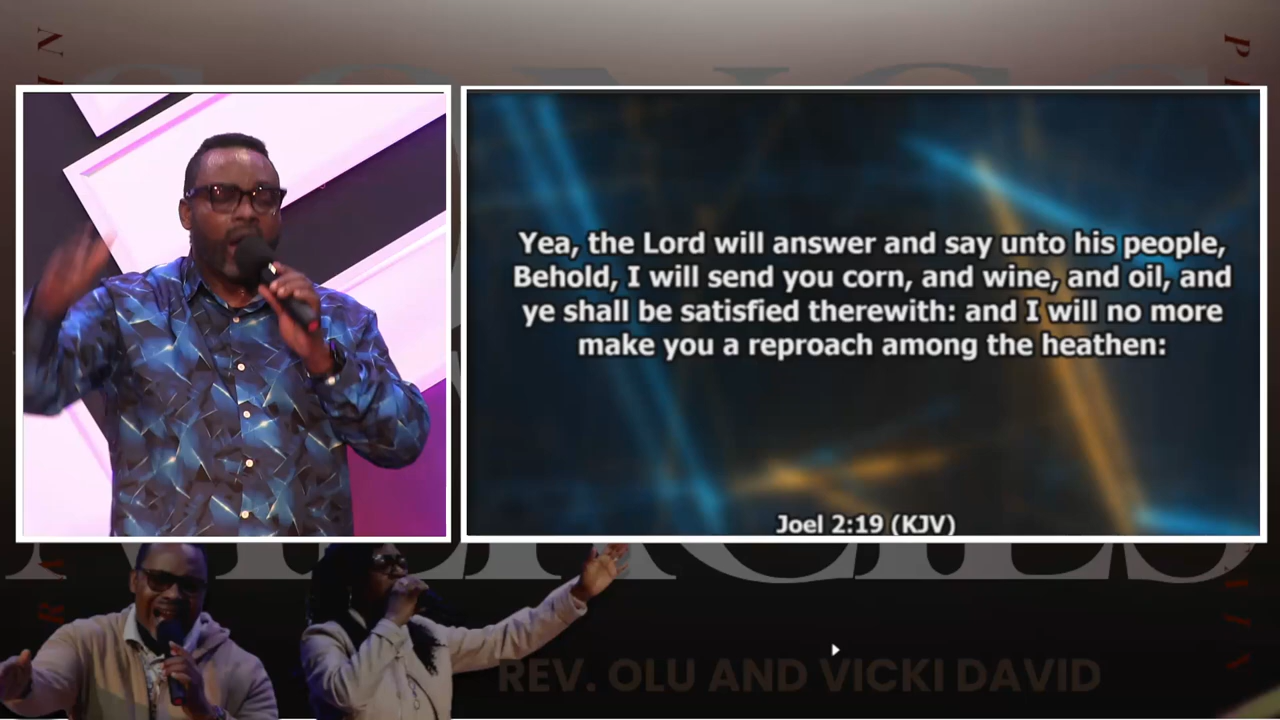 Yea, the Lord will answer and say unto his people,
Behold, I will send you corn, and wine, and oil, and
ye shall be satisfied therewith: and I will no more
make you a reproach among the heathen:
Joel 2:19 (KJV)
REV. OLU AND VICKI DAVID